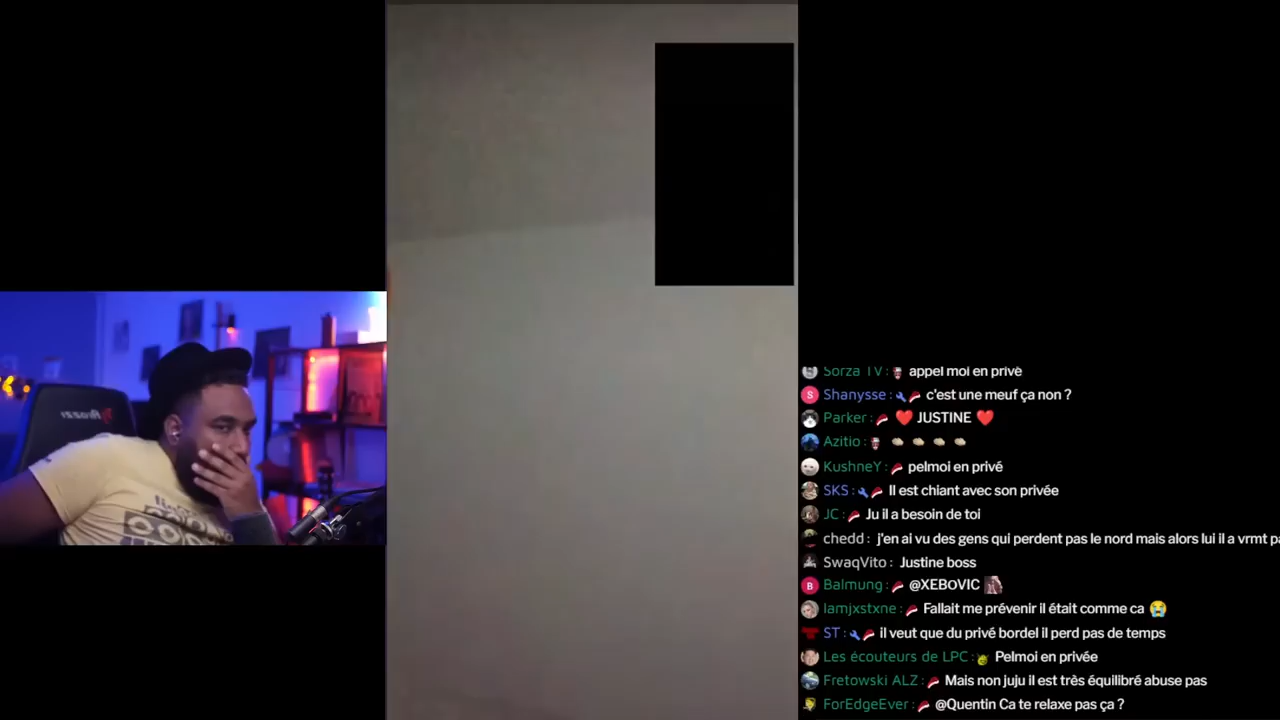 Sorza TV : appel moi en privè
Shanysse : c'est une meuf ça non ?
Parker : ❤️ JUSTINE ❤️
Azitio : 👏🏼 👏🏼 👏🏼 👏🏼
KushneY : pelmoi en privé
SKS : Il est chiant avec son privée
JC : Ju il a besoin de toi
chedd : j'en ai vu des gens qui perdent pas le nord mais alors lui il a vrmt
SwaqVito : Justine boss
B Balmung : @XEBOVIC
Iamjxstxne : Fallait me prévenir il était comme ca 😭
ST : il veut que du privé bordel il perd pas de temps
Les écouteurs de LPC : Pelmoi en privée
Fretowski ALZ : Mais non juju il est très équilibré abuse pas
ForEdgeEver : @Quentin Ca te relaxe pas ça ?